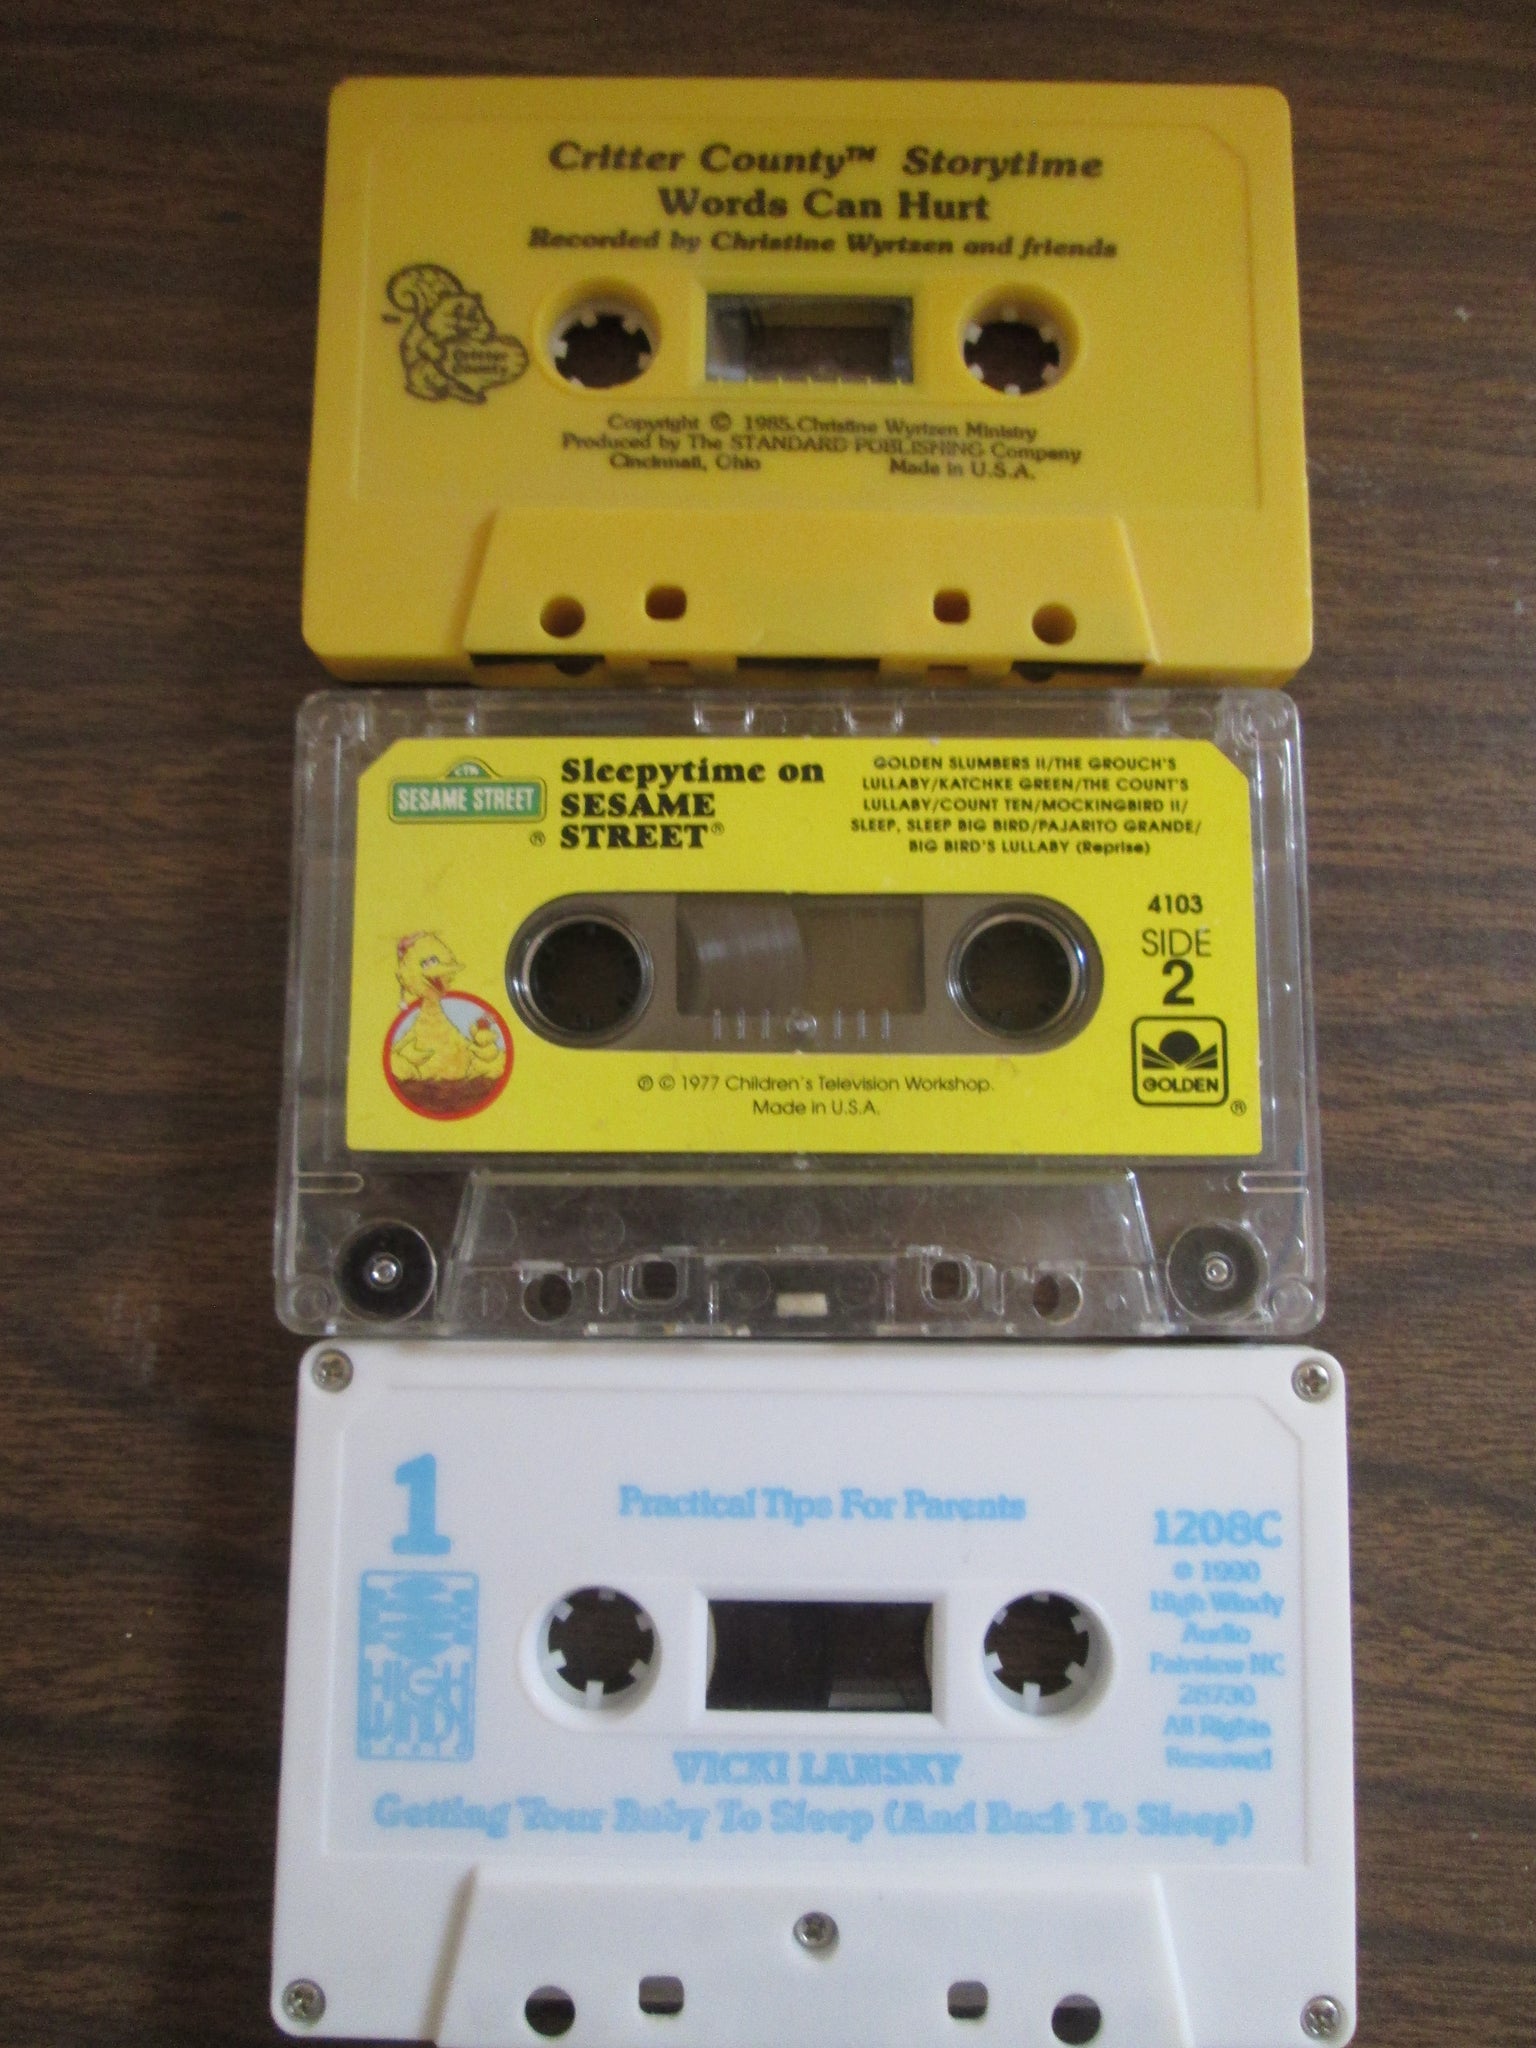 Critter County™ Storytime
Words Can Hurt
Recorded by Christine Wyrtzen and friends
Critter
County
Copyright © 1985. Christine Wyrtzen Ministry
Produced by The STANDARD PUBLISHING Company
Cincinnati, Ohio Made in U.S.A.
CTW
SESAME STREET
®
Sleepytime on
SESAME
STREET®
GOLDEN SLUMBERS II/THE GROUCH'S
LULLABY/KATCHKE GREEN/THE COUNT'S
LULLABY/COUNT TEN/MOCKINGBIRD II/
SLEEP, SLEEP BIG BIRD/PAJARITO GRANDE/
BIG BIRD'S LULLABY (Reprise)
4103
SIDE
2
GOLDEN
®
℗ © 1977 Children's Television Workshop.
Made in U.S.A.
1
HIGH
WINDY
AUDIO
Practical Tips For Parents
1208C
© 1990
High Windy
Audio
Fairview NC
28730
All Rights
Reserved
VICKI LANSKY
Getting Your Baby To Sleep (And Back To Sleep)